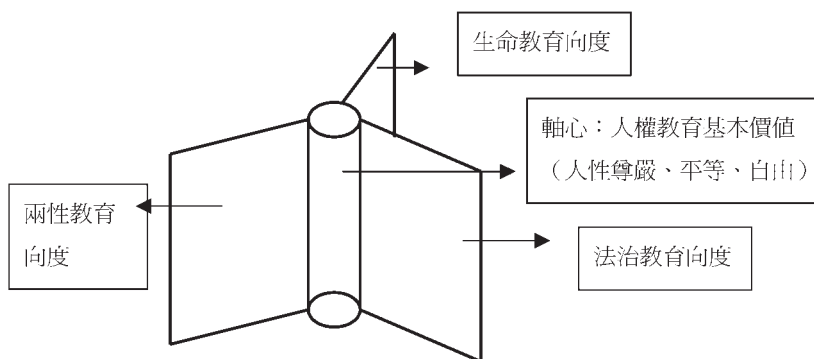 生命教育向度
軸心：人權教育基本價值
（人性尊嚴、平等、自由）
兩性教育
向度
法治教育向度